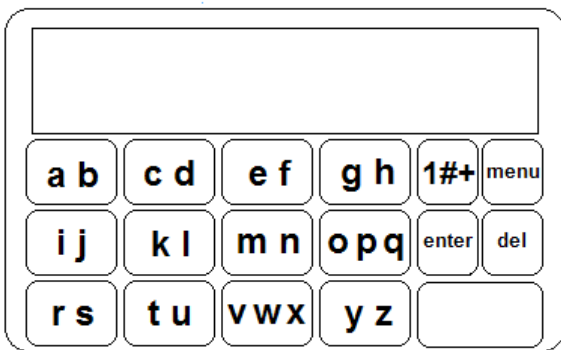 a b c d e f g h 1#+ menu
i j k l m n o p q enter del
r s t u v w x y z